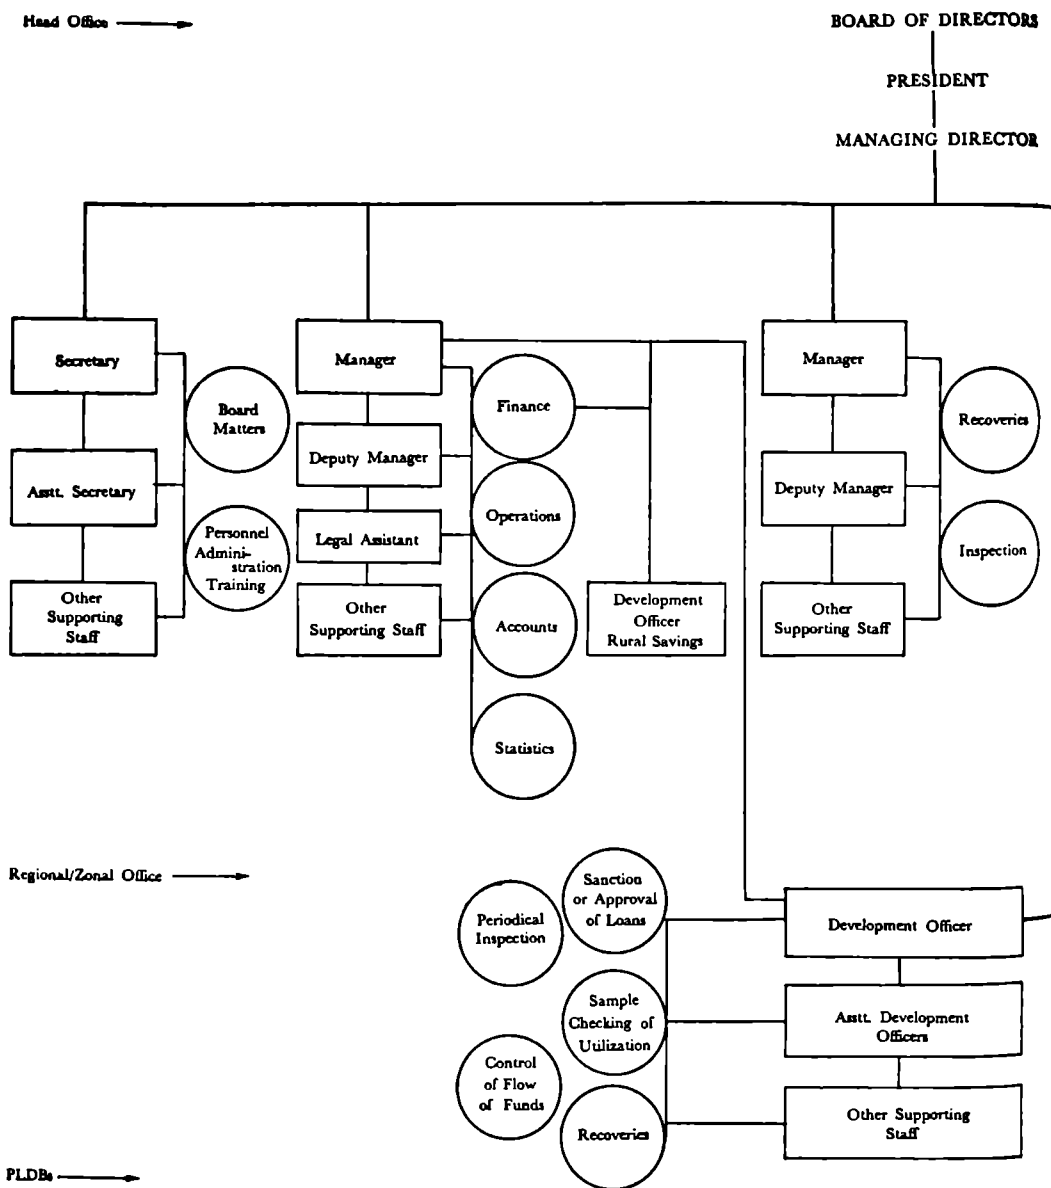 Head Office
BOARD OF DIRECTORS
PRESIDENT
MANAGING DIRECTOR
Secretary
Board
Matters
Asstt. Secretary
Personnel
Admini-
stration
Training
Other
Supporting
Staff
Manager
Finance
Deputy Manager
Operations
Legal Assistant
Other
Supporting Staff
Accounts
Statistics
Development
Officer
Rural Savings
Manager
Recoveries
Deputy Manager
Inspection
Other
Supporting Staff
Regional/Zonal Office
Sanction
or Approval
of Loans
Periodical
Inspection
Development Officer
Sample
Checking of
Utilization
Asstt. Development
Officers
Control
of Flow
of Funds
Recoveries
Other Supporting
Staff
PLDBs